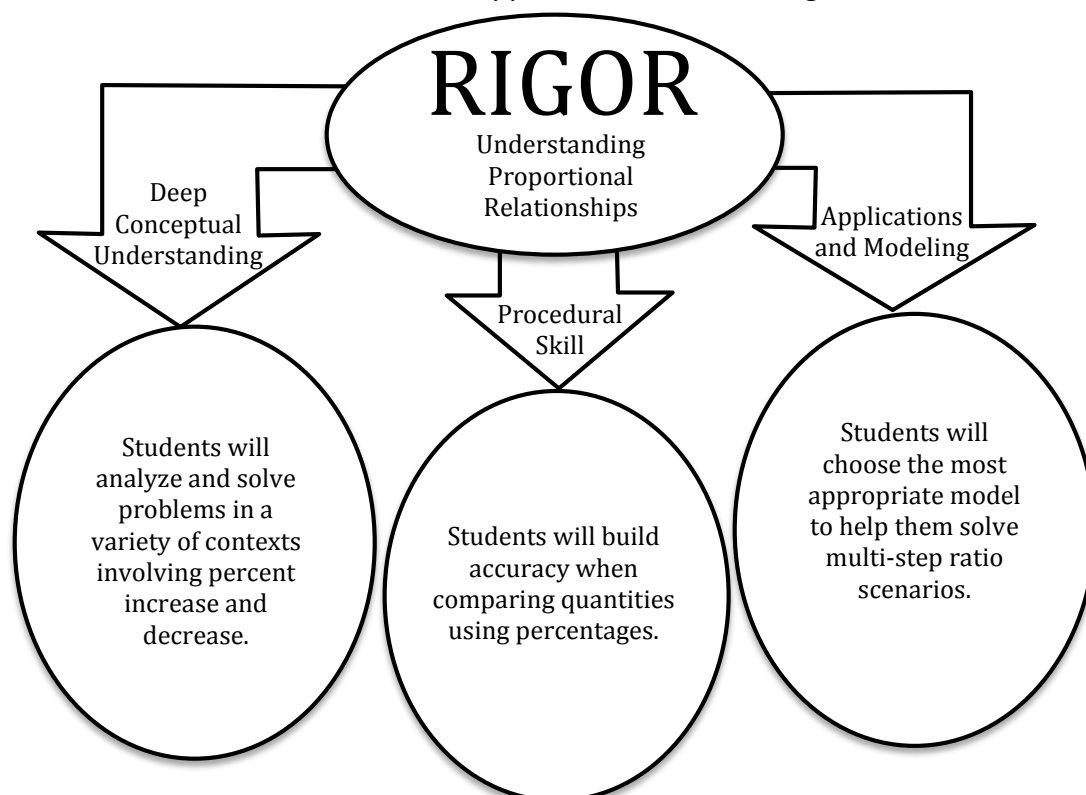 RIGOR
Understanding
Proportional
Relationships
Deep
Conceptual
Understanding
Procedural
Skill
Applications
and Modeling
Students will
analyze and solve
problems in a
variety of contexts
involving percent
increase and
decrease.
Students will build
accuracy when
comparing quantities
using percentages.
Students will
choose the most
appropriate model
to help them solve
multi-step ratio
scenarios.